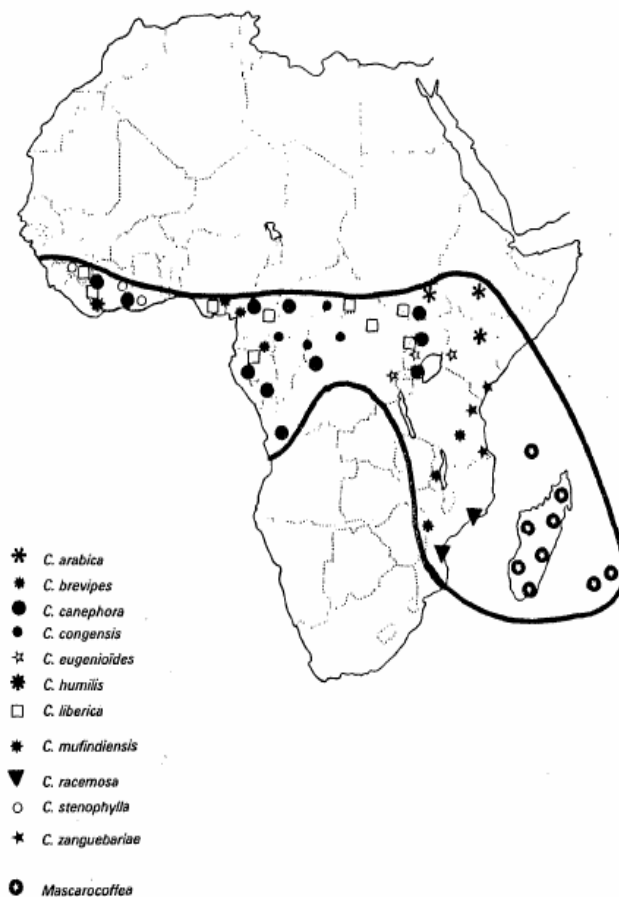 C. arabica
C. brevipes
C. canephora
C. congensis
C. eugenioïdes
C. humilis
C. liberica
C. mufindiensis
C. racemosa
C. stenophylla
C. zanguebariae
Mascarocoffea